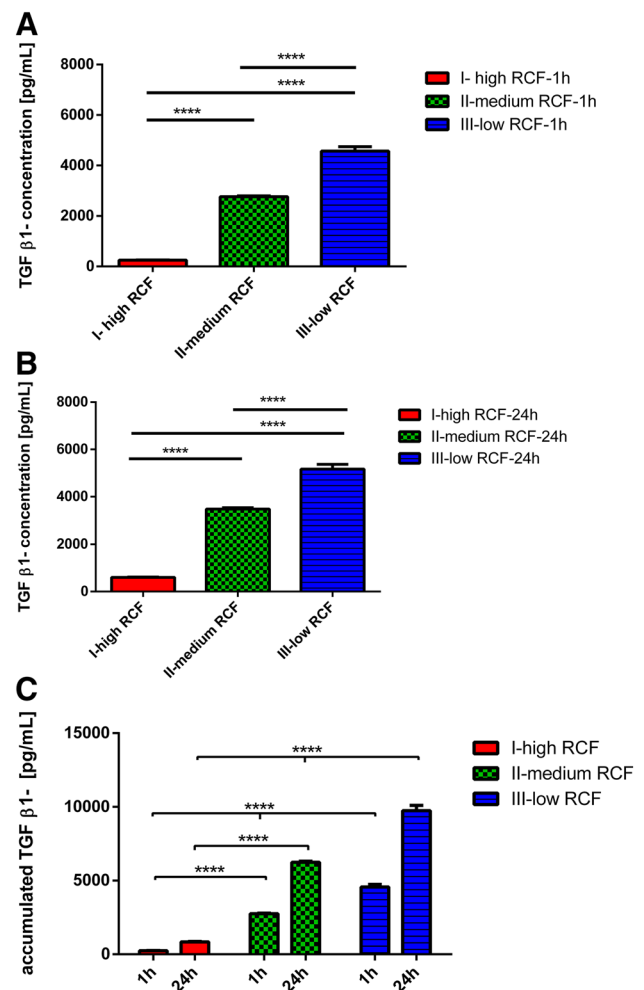 A
TGF β1- concentration [pg/mL]
8000
6000
4000
2000
0
****
****
****
I- high RCF
II-medium RCF
III-low RCF
I- high RCF-1h
II-medium RCF-1h
III-low RCF-1h
B
TGF β1- concentration [pg/mL]
8000
6000
4000
2000
0
****
****
****
I-high RCF
II-medium RCF
III-low RCF
I-high RCF-24h
II-medium RCF-24h
III-low RCF-24h
C
accumulated TGF β1- [pg/mL]
15000
10000
5000
0
****
****
****
****
1h
24h
1h
24h
1h
24h
I-high RCF
II-medium RCF
III-low RCF